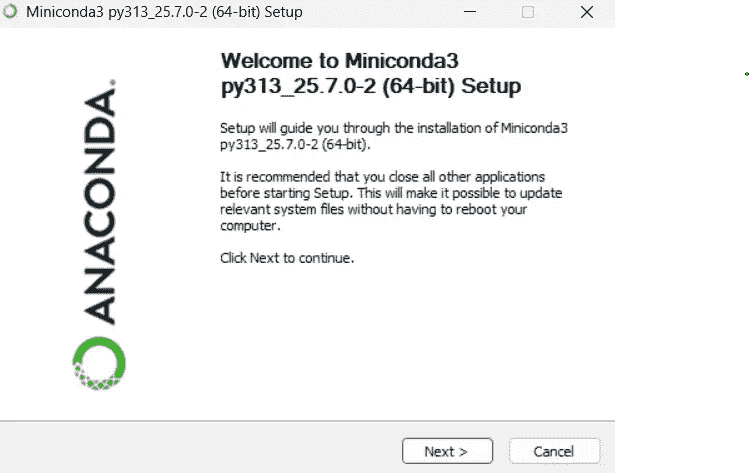 Miniconda3 py313_25.7.0-2 (64-bit) Setup
ANACONDA.
Welcome to Miniconda3
py313_25.7.0-2 (64-bit) Setup
Setup will guide you through the installation of Miniconda3
py313_25.7.0-2 (64-bit).
It is recommended that you close all other applications
before starting Setup. This will make it possible to update
relevant system files without having to reboot your
computer.
Click Next to continue.
Next >
Cancel